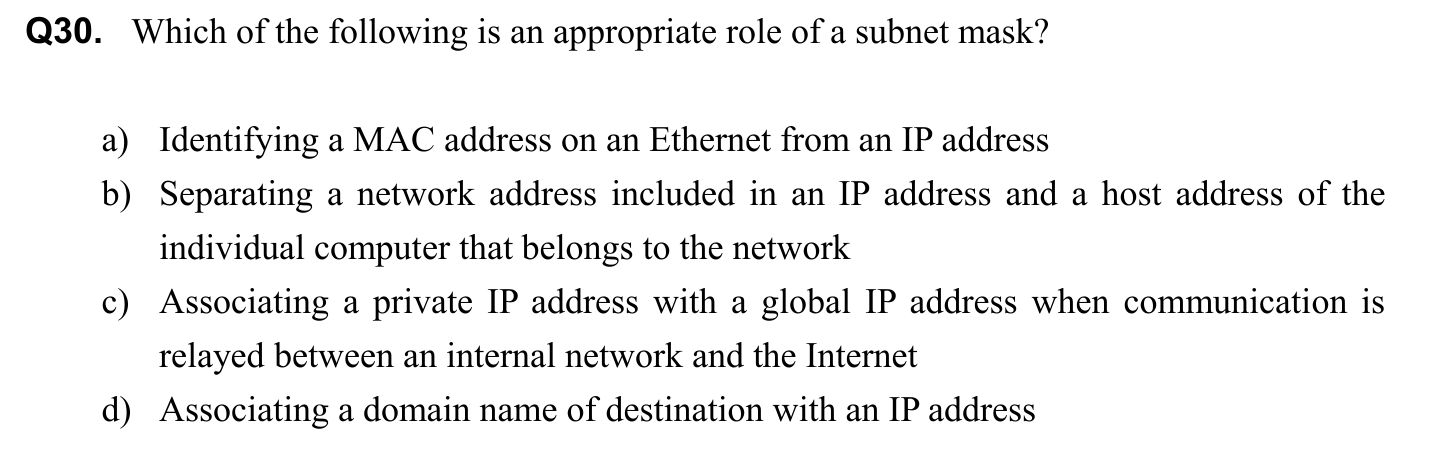 Q30. Which of the following is an appropriate role of a subnet mask?
a) Identifying a MAC address on an Ethernet from an IP address
b) Separating a network address included in an IP address and a host address of the
individual computer that belongs to the network
c) Associating a private IP address with a global IP address when communication is
relayed between an internal network and the Internet
d) Associating a domain name of destination with an IP address